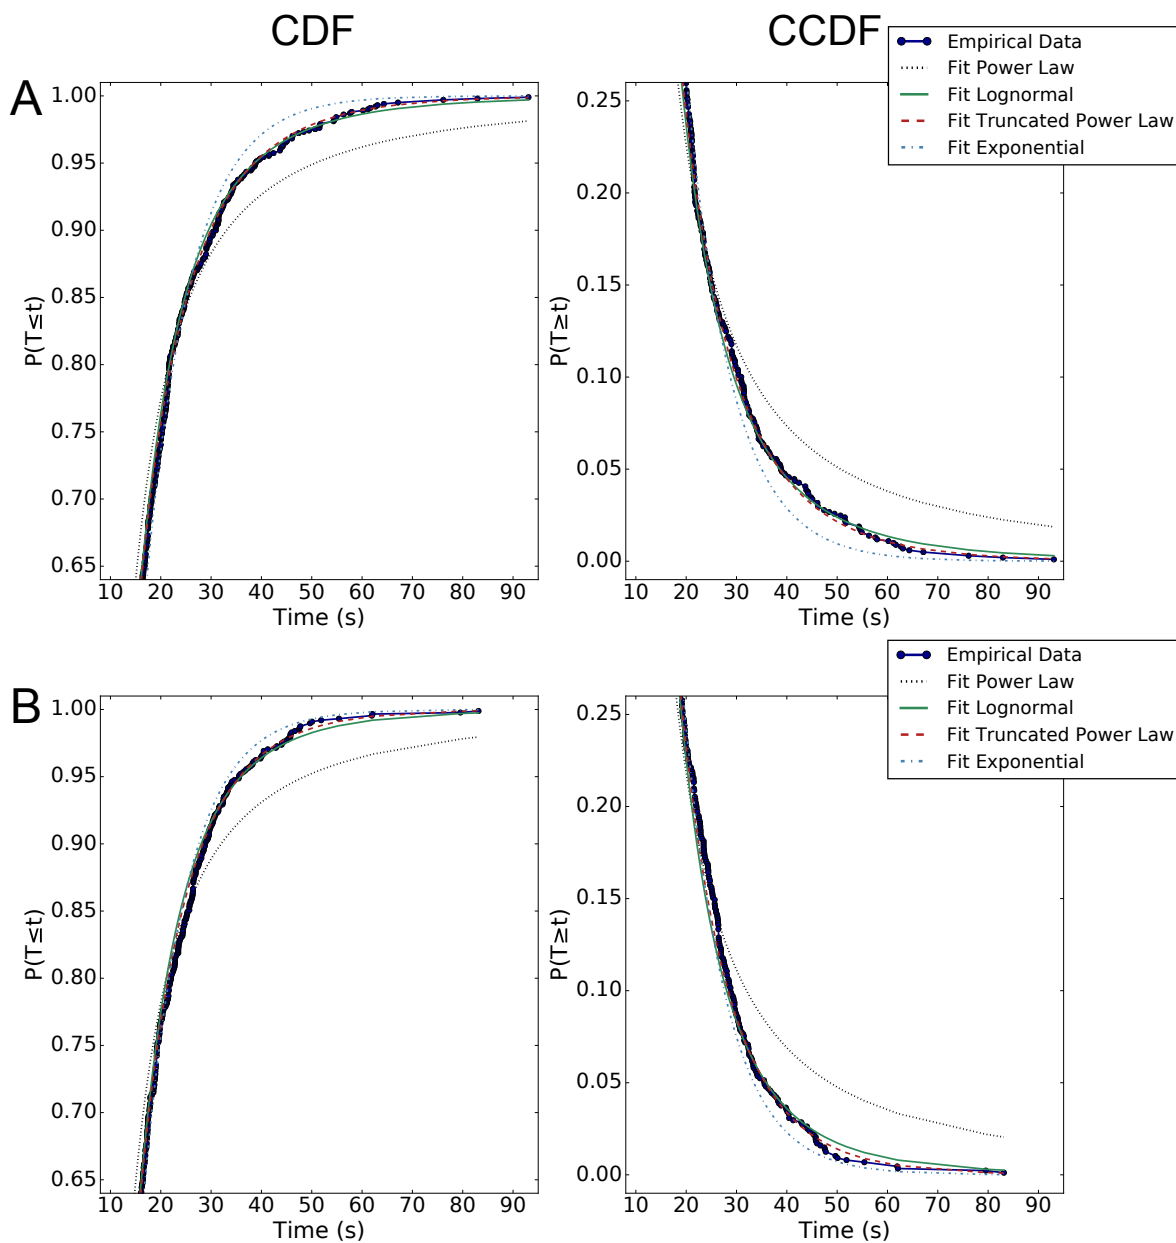 CDF
CCDF
A
Empirical Data
Fit Power Law
Fit Lognormal
Fit Truncated Power Law
Fit Exponential
P(T≤t)
1.00
0.95
0.90
0.85
0.80
0.75
0.70
0.65
10 20 30 40 50 60 70 80 90
Time (s)
P(T≥t)
0.25
0.20
0.15
0.10
0.05
0.00
10 20 30 40 50 60 70 80 90
Time (s)
B
Empirical Data
Fit Power Law
Fit Lognormal
Fit Truncated Power Law
Fit Exponential
P(T≤t)
1.00
0.95
0.90
0.85
0.80
0.75
0.70
0.65
10 20 30 40 50 60 70 80 90
Time (s)
P(T≥t)
0.25
0.20
0.15
0.10
0.05
0.00
10 20 30 40 50 60 70 80 90
Time (s)